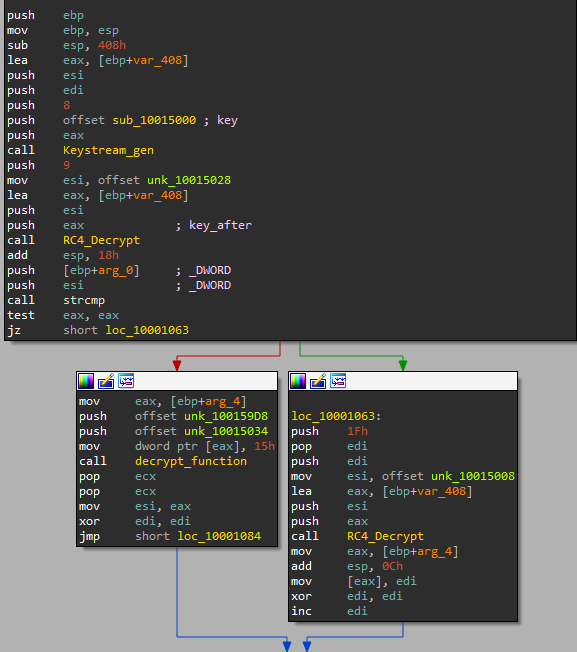 push ebp
mov ebp, esp
sub esp, 408h
lea eax, [ebp+var_408]
push esi
push edi
push 8
push offset sub_10015000 ; key
push eax
call Keystream_gen
push 9
mov esi, offset unk_10015028
lea eax, [ebp+var_408]
push esi
push eax ; key_after
call RC4_Decrypt
add esp, 18h
push [ebp+arg_0] ; _DWORD
push esi ; _DWORD
call strcmp
test eax, eax
jz short loc_10001063
mov eax, [ebp+arg_4]
push offset unk_100159D8
push offset unk_10015034
mov dword ptr [eax], 15h
call decrypt_function
pop ecx
pop ecx
mov esi, eax
xor edi, edi
jmp short loc_10001084
loc_10001063:
push 1Fh
pop edi
push edi
mov esi, offset unk_10015008
lea eax, [ebp+var_408]
push esi
push eax
call RC4_Decrypt
mov eax, [ebp+arg_4]
add esp, 0Ch
mov [eax], edi
xor edi, edi
inc edi